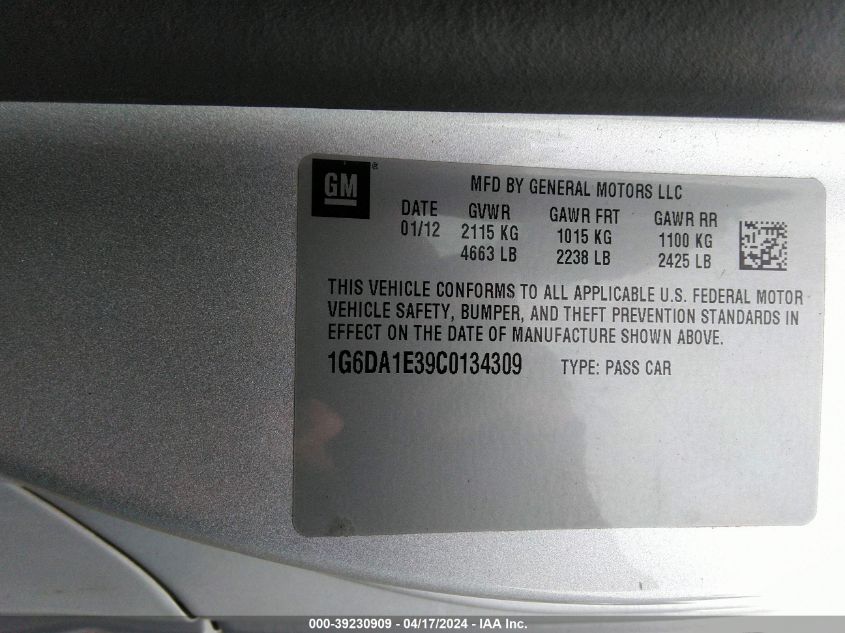 GM®
MFD BY GENERAL MOTORS LLC
DATE GVWR GAWR FRT GAWR RR
01/12 2115 KG 1015 KG 1100 KG
4663 LB 2238 LB 2425 LB
THIS VEHICLE CONFORMS TO ALL APPLICABLE U.S. FEDERAL MOTOR
VEHICLE SAFETY, BUMPER, AND THEFT PREVENTION STANDARDS IN
EFFECT ON THE DATE OF MANUFACTURE SHOWN ABOVE.
1G6DA1E39C0134309 TYPE: PASS CAR
000-39230909 - 04/17/2024 - IAA Inc.